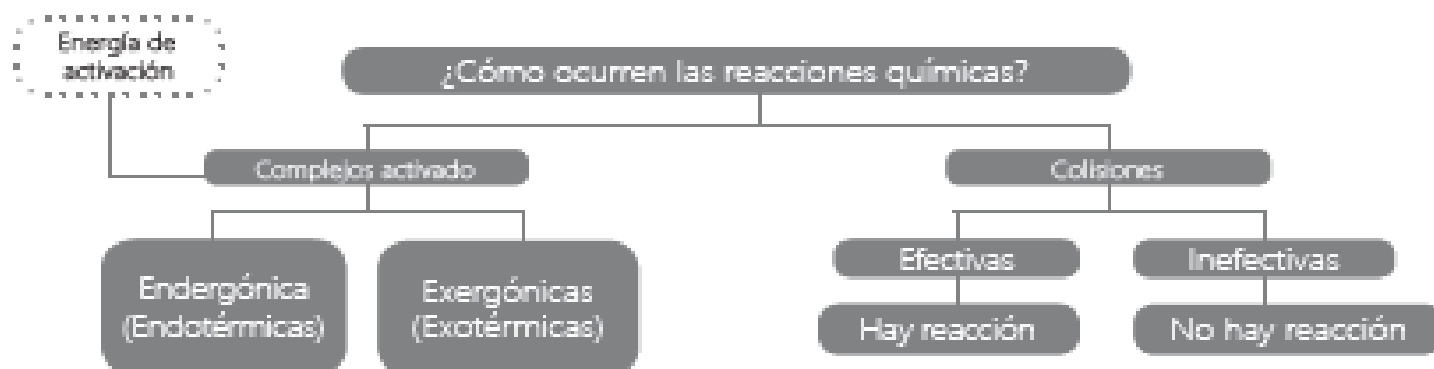 Energía de
activación
¿Cómo ocurren las reacciones químicas?
Complejos activado
Colisiones
Endergónica
(Endotérmicas)
Exergónicas
(Exotérmicas)
Efectivas
Inefectivas
Hay reacción
No hay reacción